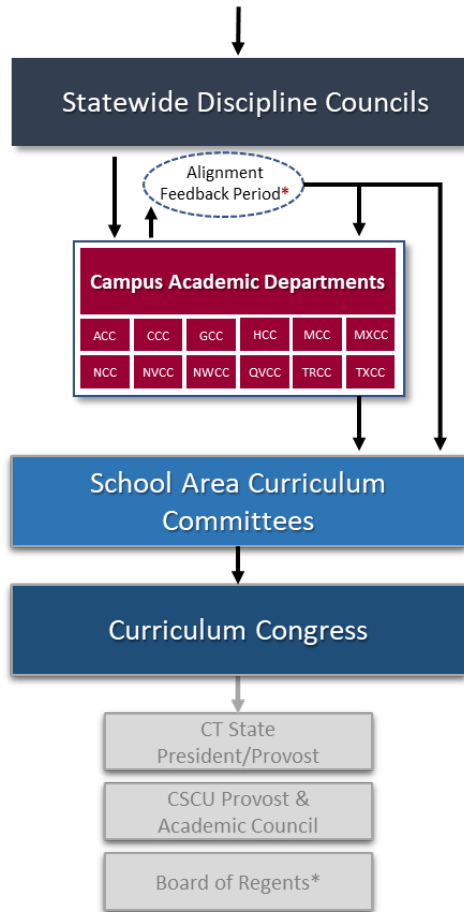 Statewide Discipline Councils
Alignment
Feedback Period*
Campus Academic Departments
ACC CCC GCC HCC MCC MXCC
NCC NVCC NWCC QVCC TRCC TXCC
School Area Curriculum
Committees
Curriculum Congress
CT State
President/Provost
CSCU Provost &
Academic Council
Board of Regents*